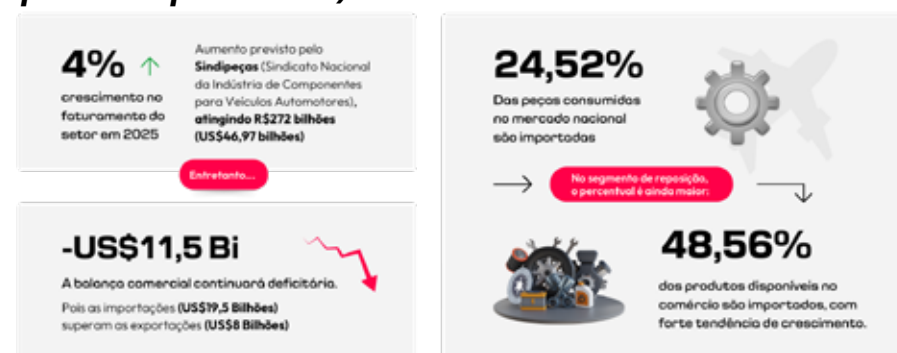 4%
crescimento no
faturamento do
setor em 2025
Aumento previsto pelo
Sindipeças (Sindicato Nacional
da Indústria de Componentes
para Veículos Automotores),
atingindo R$272 bilhões
(US$46,97 bilhões)
Entretanto...
-US$11,5 Bi
A balança comercial continuará deficitária.
Pois as importações (US$19,5 Bilhões)
superam as exportações (US$8 Bilhões)
24,52%
Das peças consumidas
no mercado nacional
são importadas
No segmento de reposição,
o percentual é ainda maior:
48,56%
dos produtos disponíveis no
comércio são importados, com
forte tendência de crescimento.